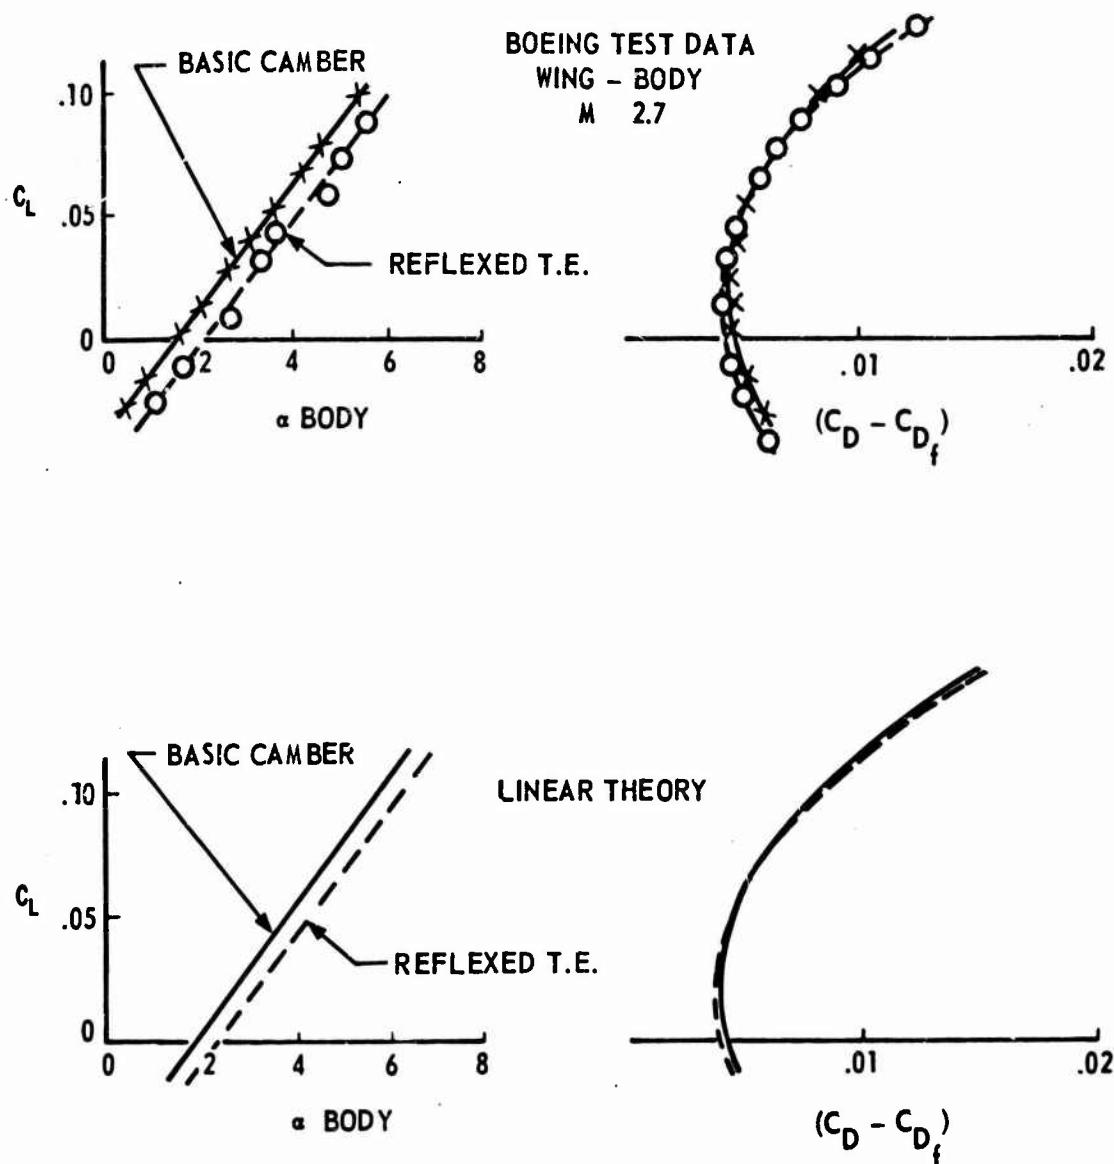 BOEING TEST DATA
WING - BODY
M 2.7
BASIC CAMBER
.10
C_L
.05
0
0 2 4 6 8
α BODY
REFLEXED T.E.
.01 .02
(C_D - C_D_f)
LINEAR THEORY
BASIC CAMBER
.10
C_L
.05
0
0 2 4 6 8
α BODY
REFLEXED T.E.
.01 .02
(C_D - C_D_f)